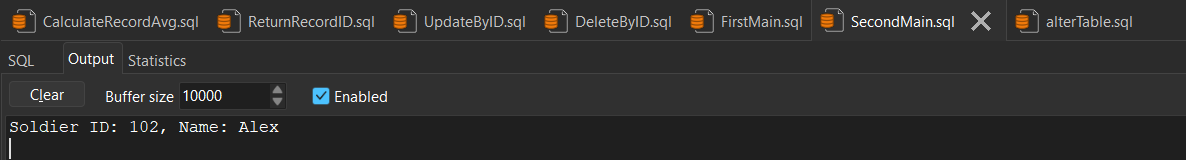 CalculateRecordAvg.sql ReturnRecordID.sql UpdateByID.sql DeleteByID.sql FirstMain.sql SecondMain.sql alterTable.sql
SQL Output Statistics
Clear Buffer size 10000 Enabled
Soldier ID: 102, Name: Alex